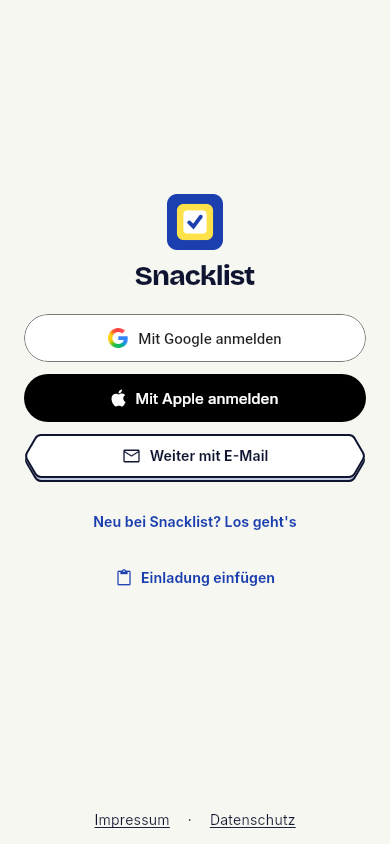 Snacklist
Mit Google anmelden
Mit Apple anmelden
Weiter mit E-Mail
Neu bei Snacklist? Los geht's
Einladung einfügen
Impressum · Datenschutz